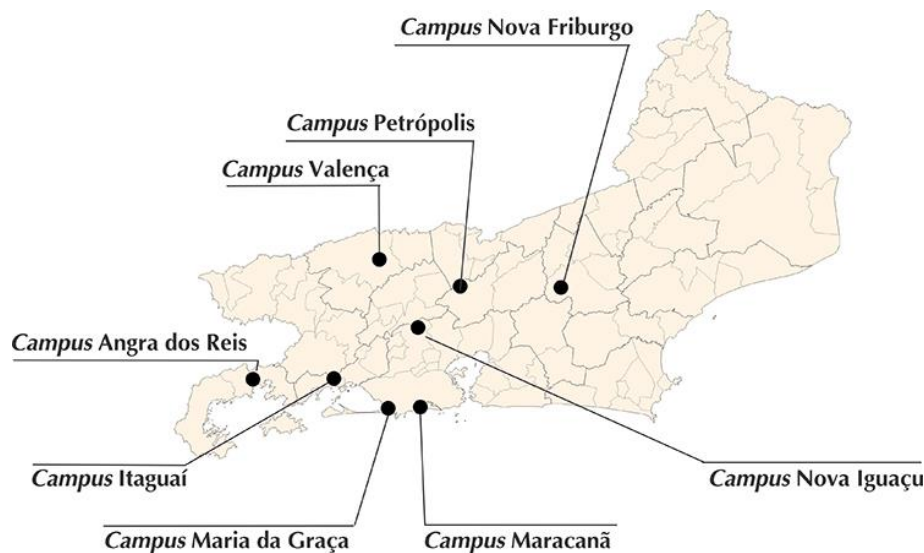 Campus Nova Friburgo
Campus Petrópolis
Campus Valença
Campus Angra dos Reis
Campus Itaguaí
Campus Nova Iguaçu
Campus Maria da Graça
Campus Maracanã